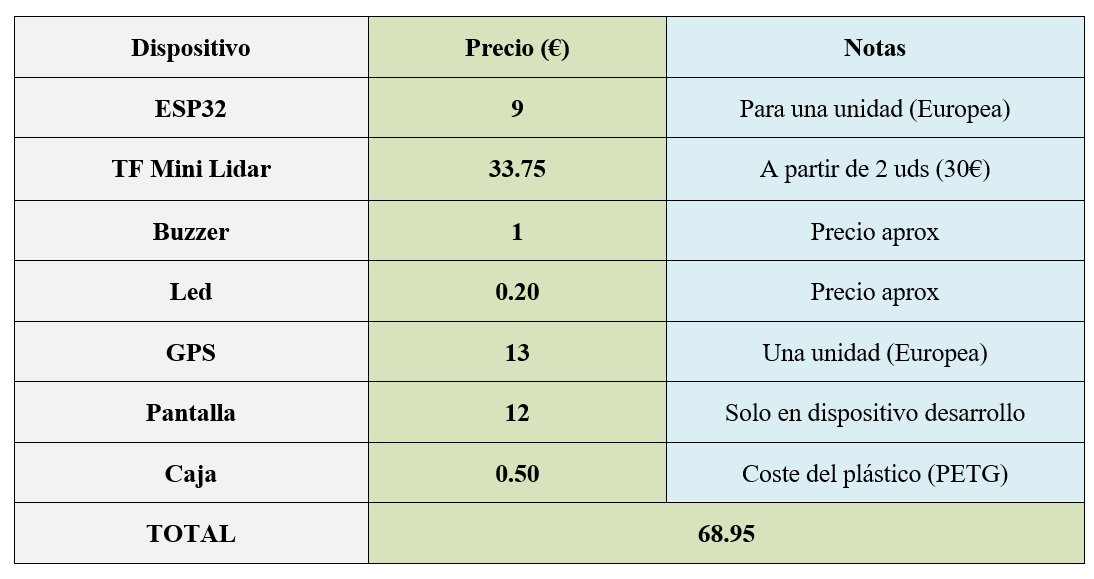 Dispositivo Precio (€) Notas
ESP32 9 Para una unidad (Europea)
TF Mini Lidar 33.75 A partir de 2 uds (30€)
Buzzer 1 Precio aprox
Led 0.20 Precio aprox
GPS 13 Una unidad (Europea)
Pantalla 12 Solo en dispositivo desarrollo
Caja 0.50 Coste del plástico (PETG)
TOTAL 68.95